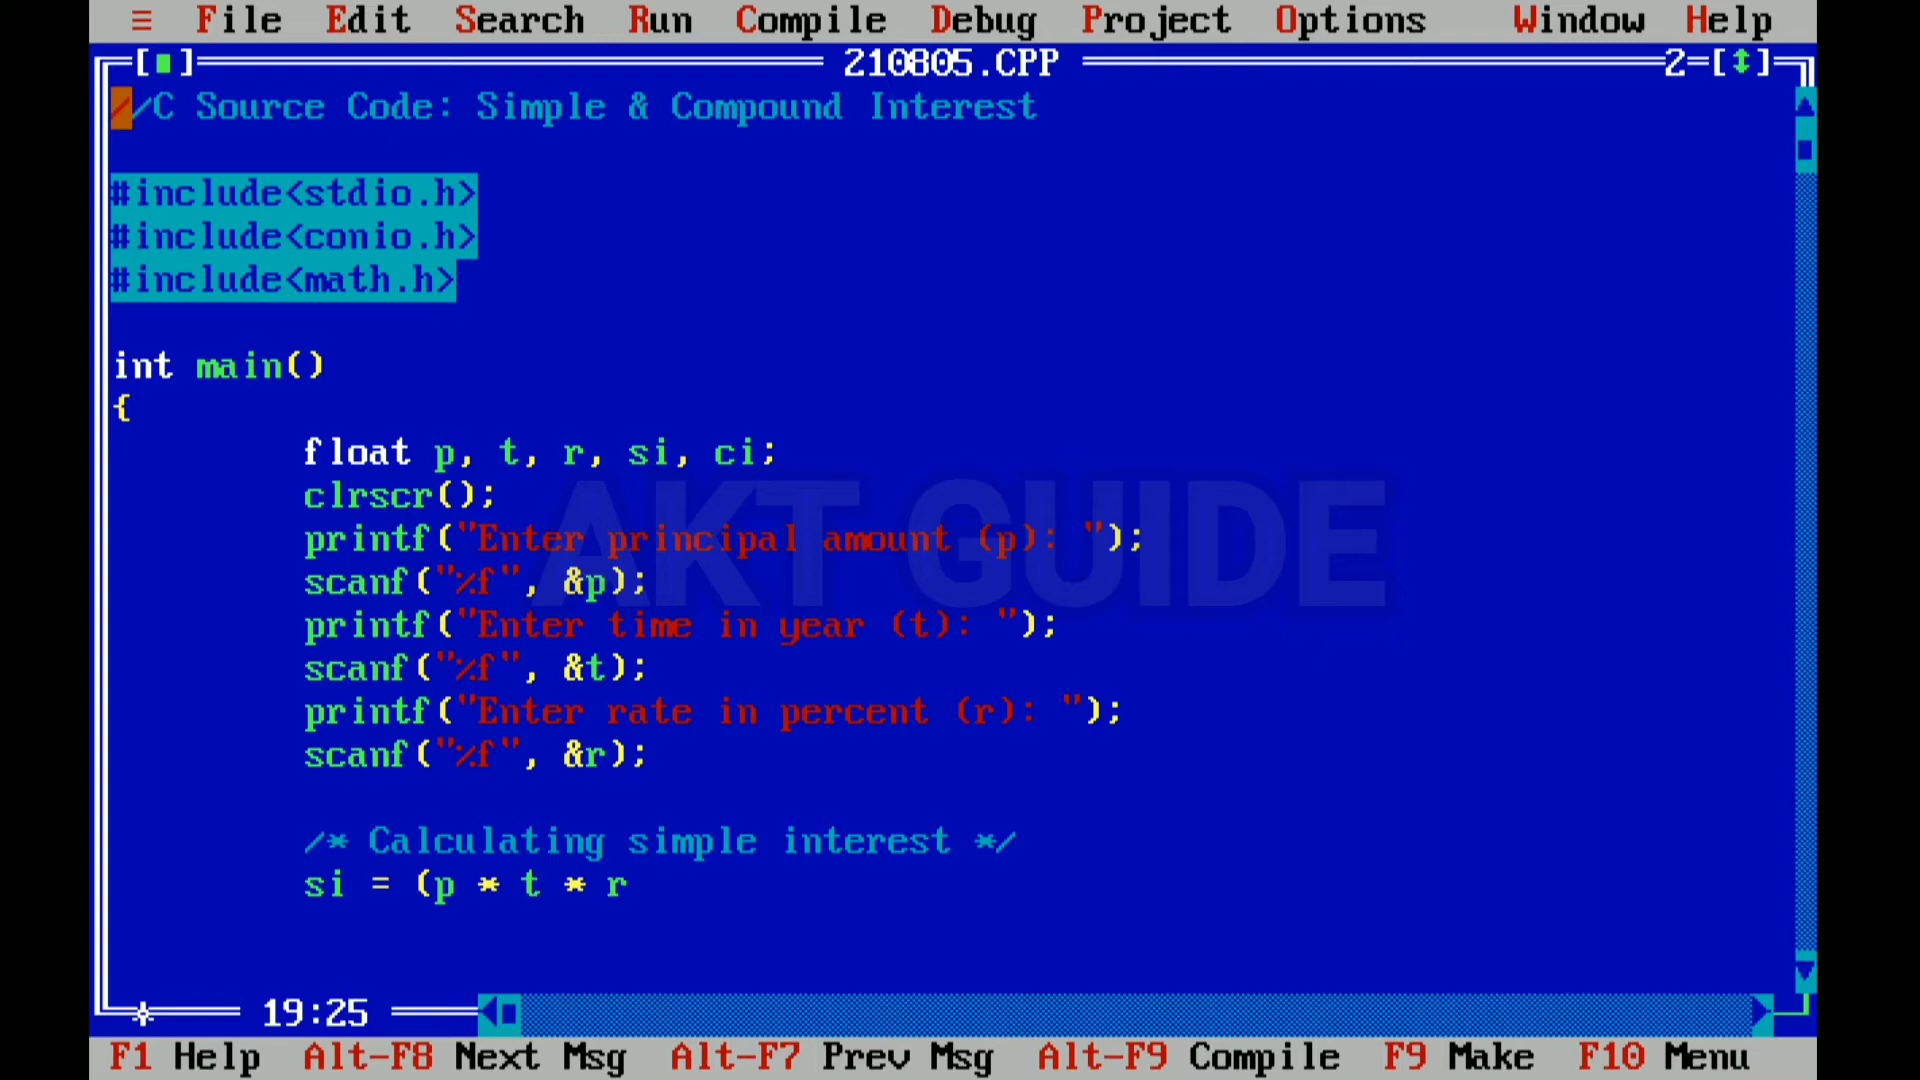 ≡ File Edit Search Run Compile Debug Project Options Window Help
[■] 210805.CPP 2=[↕]
//C Source Code: Simple & Compound Interest
#include<stdio.h>
#include<conio.h>
#include<math.h>
int main()
{
float p, t, r, si, ci;
clrscr();
printf("Enter principal amount (p): ");
scanf("%f", &p);
printf("Enter time in year (t): ");
scanf("%f", &t);
printf("Enter rate in percent (r): ");
scanf("%f", &r);
/* Calculating simple interest */
si = (p * t * r
AKT GUIDE
19:25
F1 Help Alt-F8 Next Msg Alt-F7 Prev Msg Alt-F9 Compile F9 Make F10 Menu